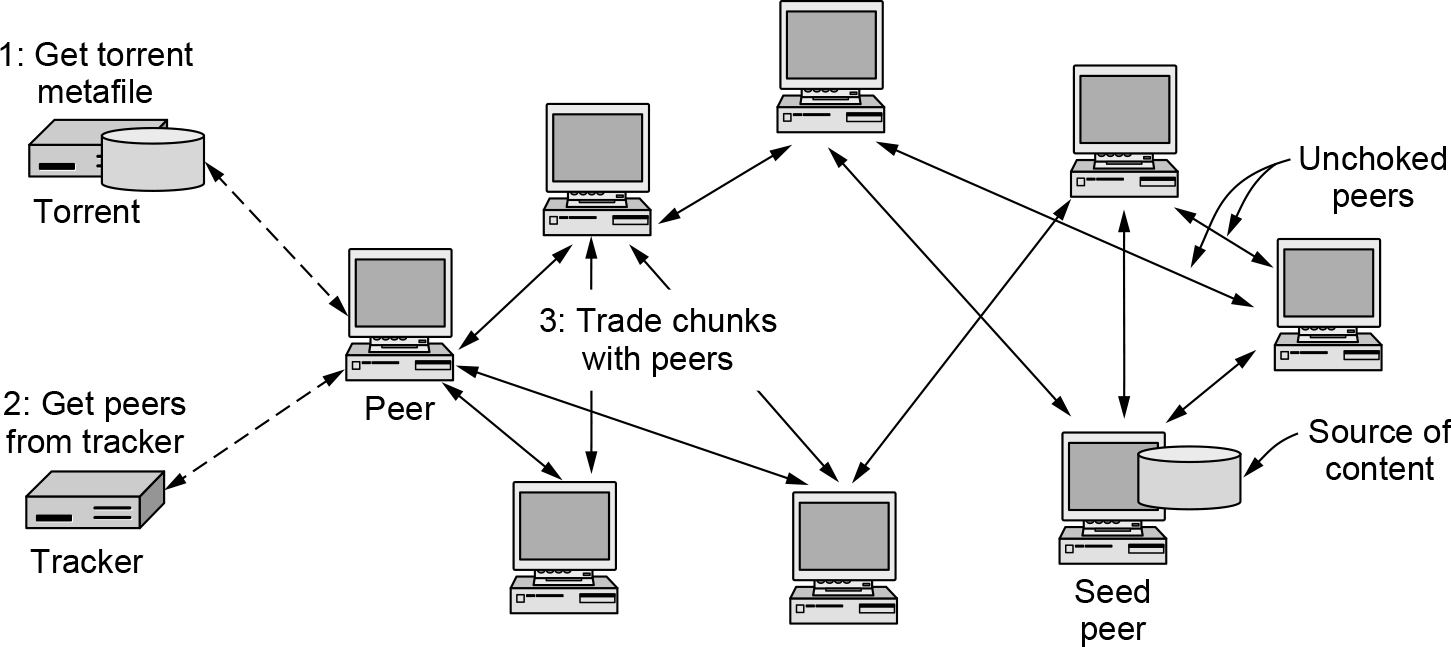 1: Get torrent
metafile
Torrent
Unchoked
peers
3: Trade chunks
with peers
Peer
2: Get peers
from tracker
Tracker
Source of
content
Seed
peer